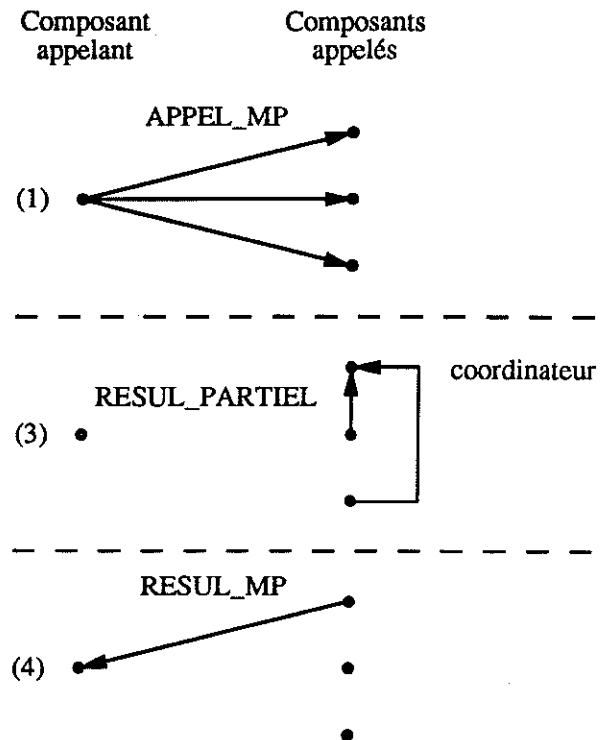 Composant
appelant
Composants
appelés
APPEL_MP
(1)
coordinateur
RESUL_PARTIEL
(3)
RESUL_MP
(4)